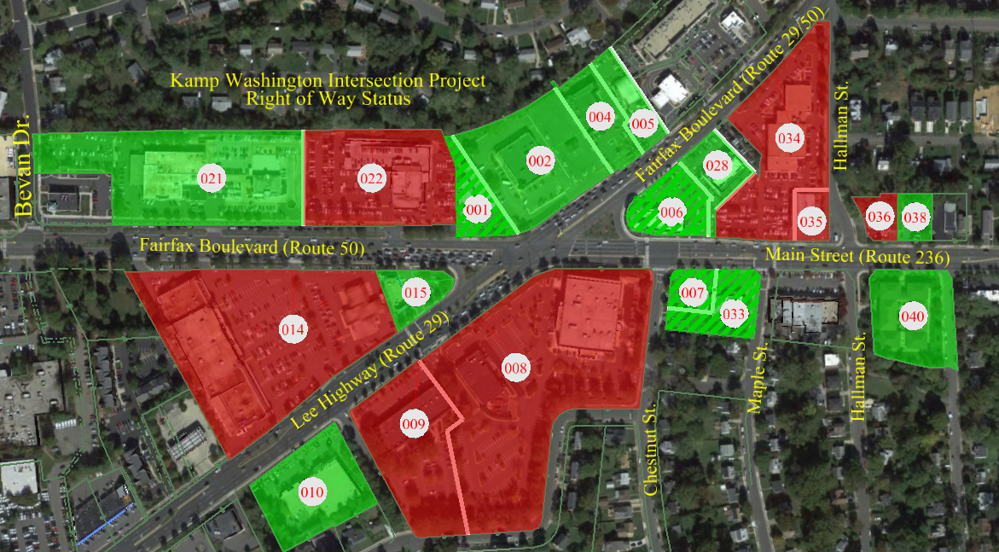 Kamp Washington Intersection Project
Right of Way Status
Fairfax Boulevard (Route 29/50)
Hallman St.
Bevan Dr.
004
005
034
002
028
021
022
001
006
035
036
038
Fairfax Boulevard (Route 50)
Main Street (Route 236)
015
007
033
014
040
Lee Highway (Route 29)
008
Maple St.
Hallman St.
009
Chestnut St.
010